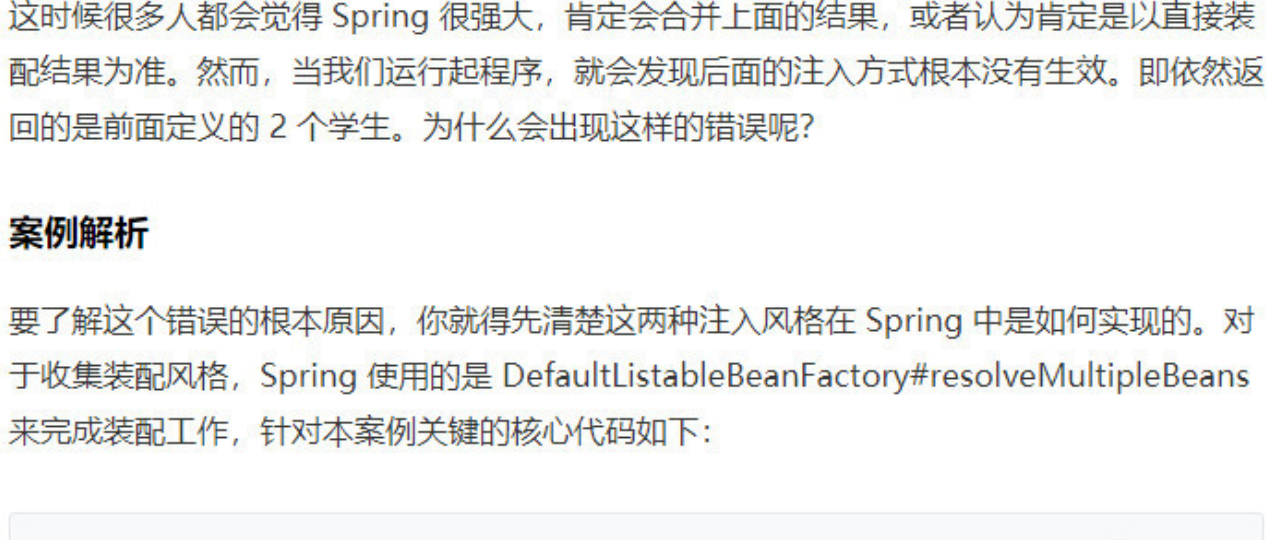 这时候很多人都会觉得 Spring 很强大，肯定会合并上面的结果，或者认为肯定是以直接装
配结果为准。然而，当我们运行起程序，就会发现后面的注入方式根本没有生效。即依然返
回的是前面定义的 2 个学生。为什么会出现这样的错误呢？
案例解析
要了解这个错误的根本原因，你就得先清楚这两种注入风格在 Spring 中是如何实现的。对
于收集装配风格，Spring 使用的是 DefaultListableBeanFactory#resolveMultipleBeans
来完成装配工作，针对本案例关键的核心代码如下：